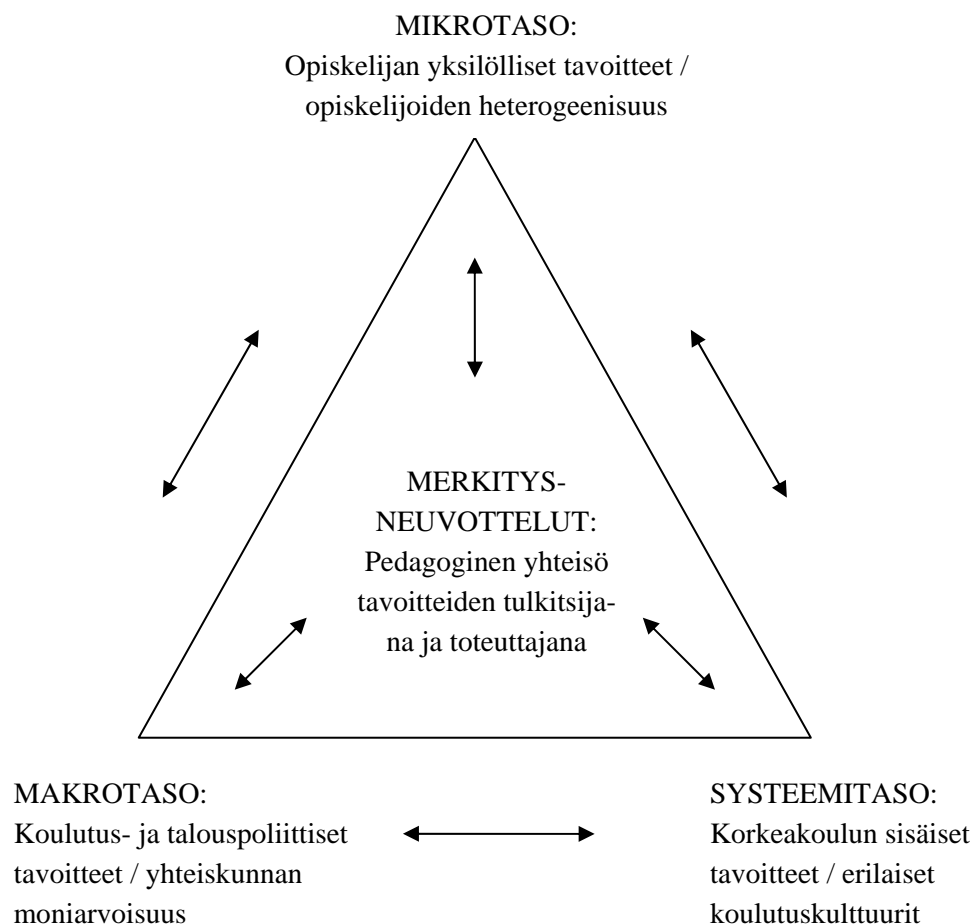 MIKROTASO:
Opiskelijan yksilölliset tavoitteet /
opiskelijoiden heterogeenisuus
MERKITYS-
NEUVOTTELUT:
Pedagoginen yhteisö
tavoitteiden tulkitsija-
na ja toteuttajana
MAKROTASO:
Koulutus- ja talouspoliittiset
tavoitteet / yhteiskunnan
moniarvoisuus
SYSTEEMITASO:
Korkeakoulun sisäiset
tavoitteet / erilaiset
koulutuskulttuurit